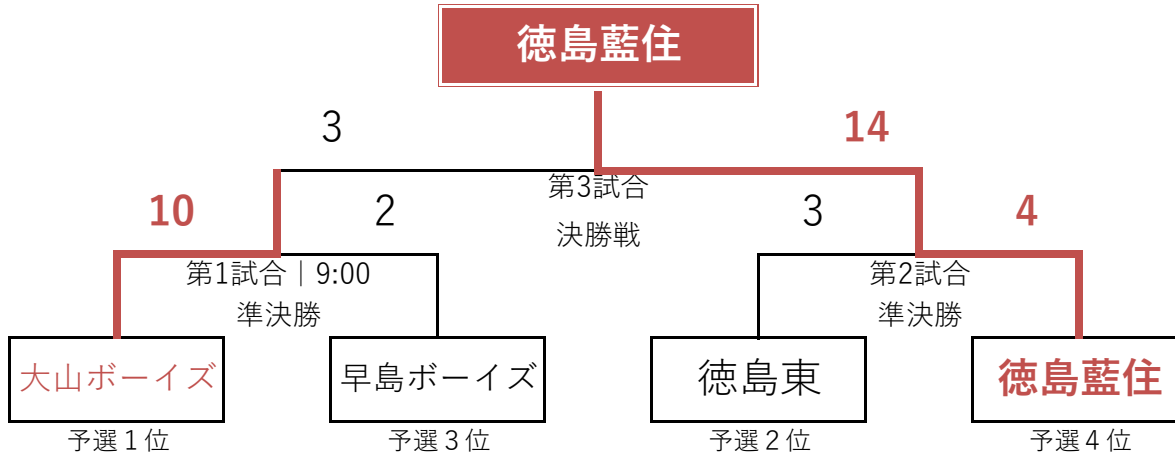 徳島藍住
3
14
第3試合
決勝戦
10
2
3
4
第1試合｜9:00
準決勝
第2試合
準決勝
大山ボーイズ
早島ボーイズ
徳島東
徳島藍住
予選１位
予選３位
予選２位
予選４位